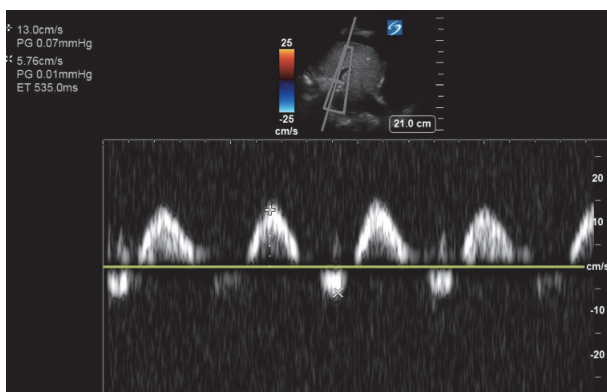 13.0cm/s
PG 0.07mmHg
5.76cm/s
PG 0.01mmHg
ET 535.0ms
25
-25
cm/s
21.0 cm
20
10
cm/s
-10
-20